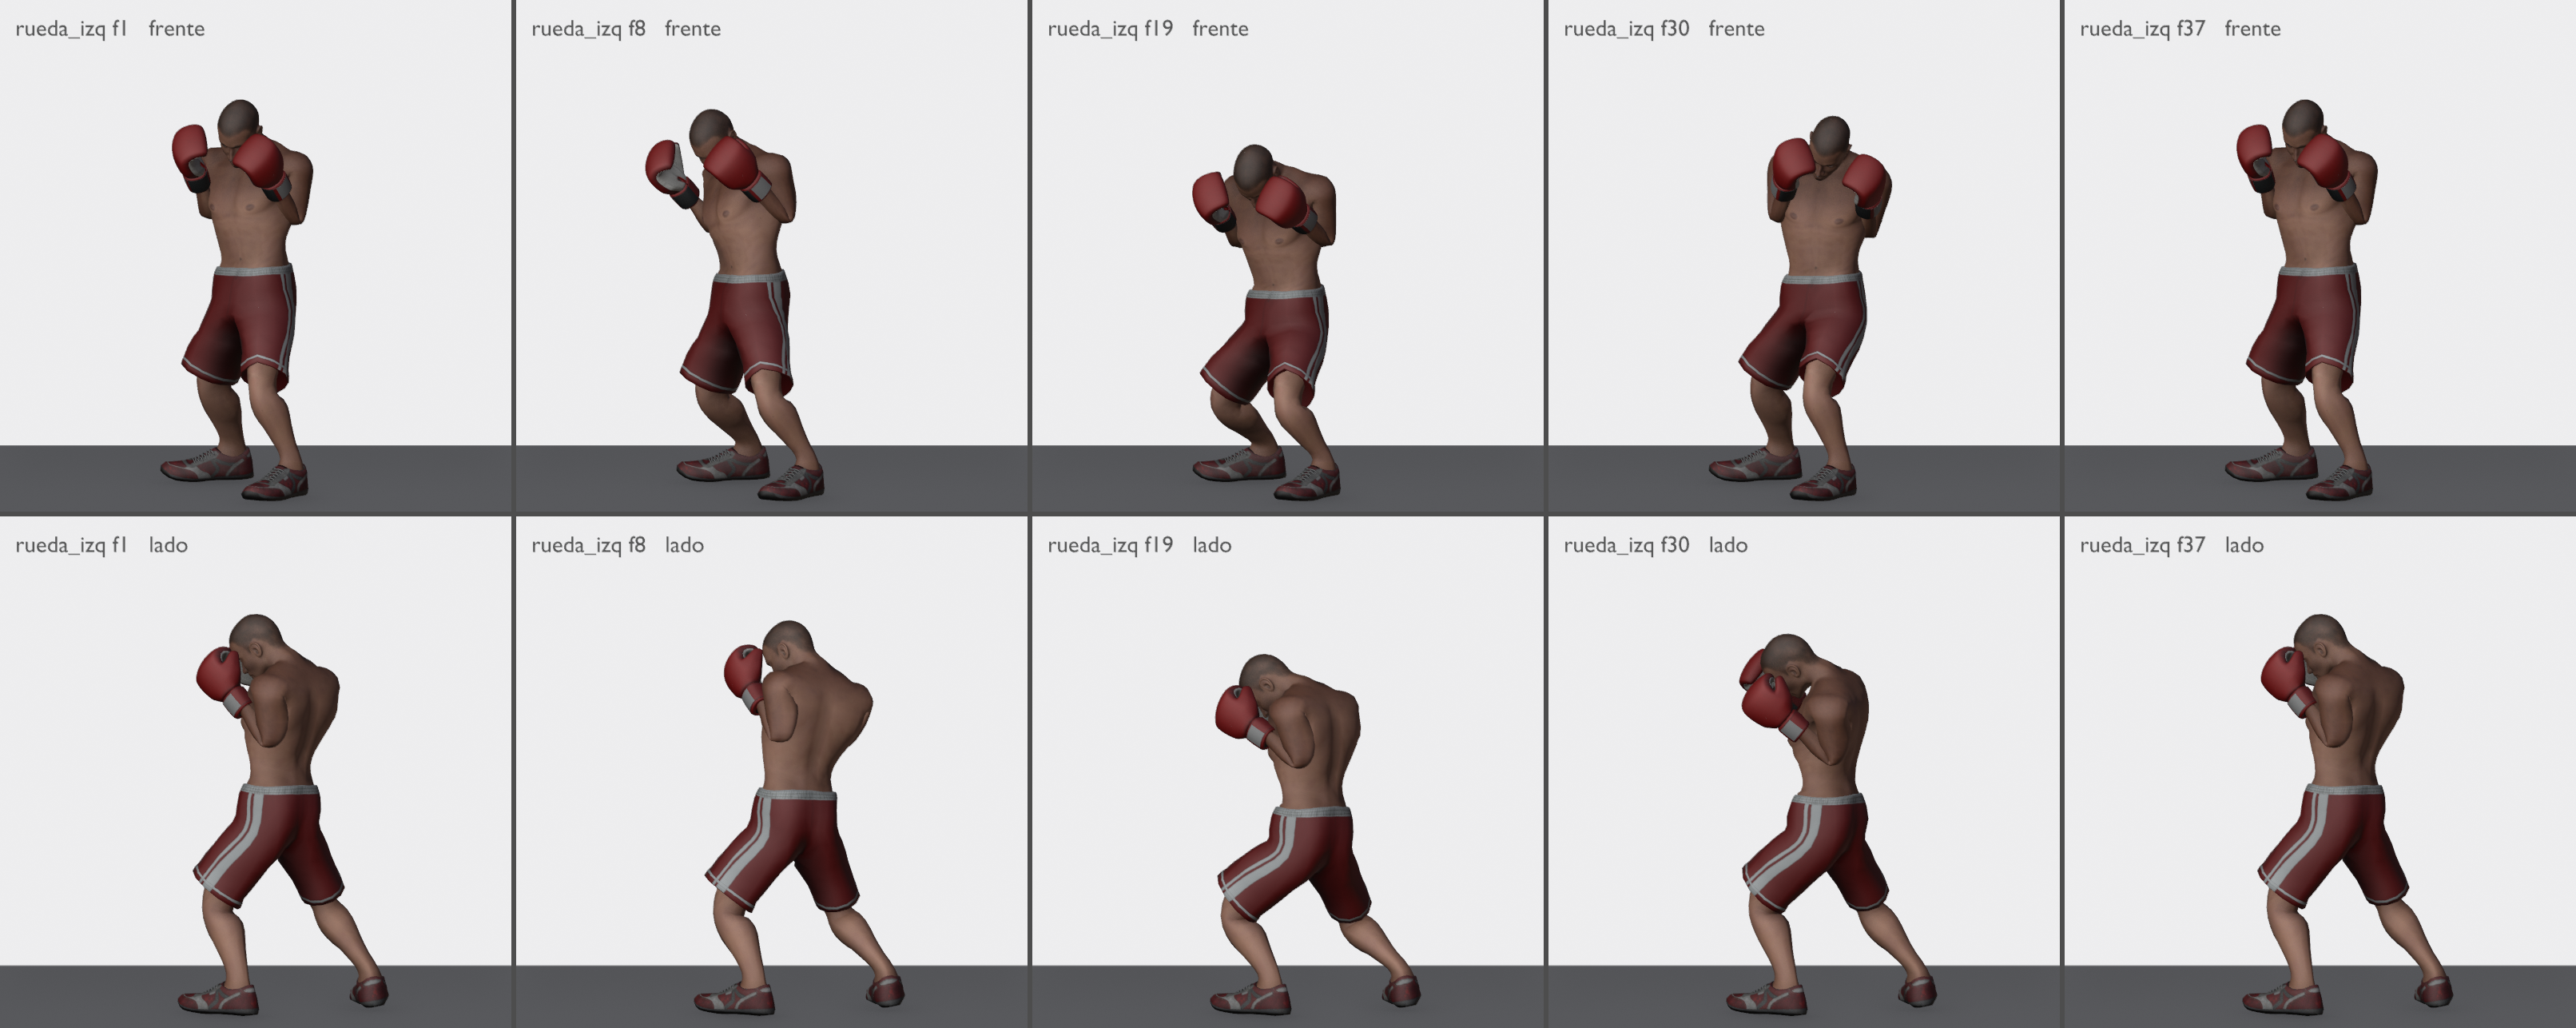 rueda_izq f1 frente
rueda_izq f8 frente
rueda_izq f19 frente
rueda_izq f30 frente
rueda_izq f37 frente
rueda_izq f1 lado
rueda_izq f8 lado
rueda_izq f19 lado
rueda_izq f30 lado
rueda_izq f37 lado